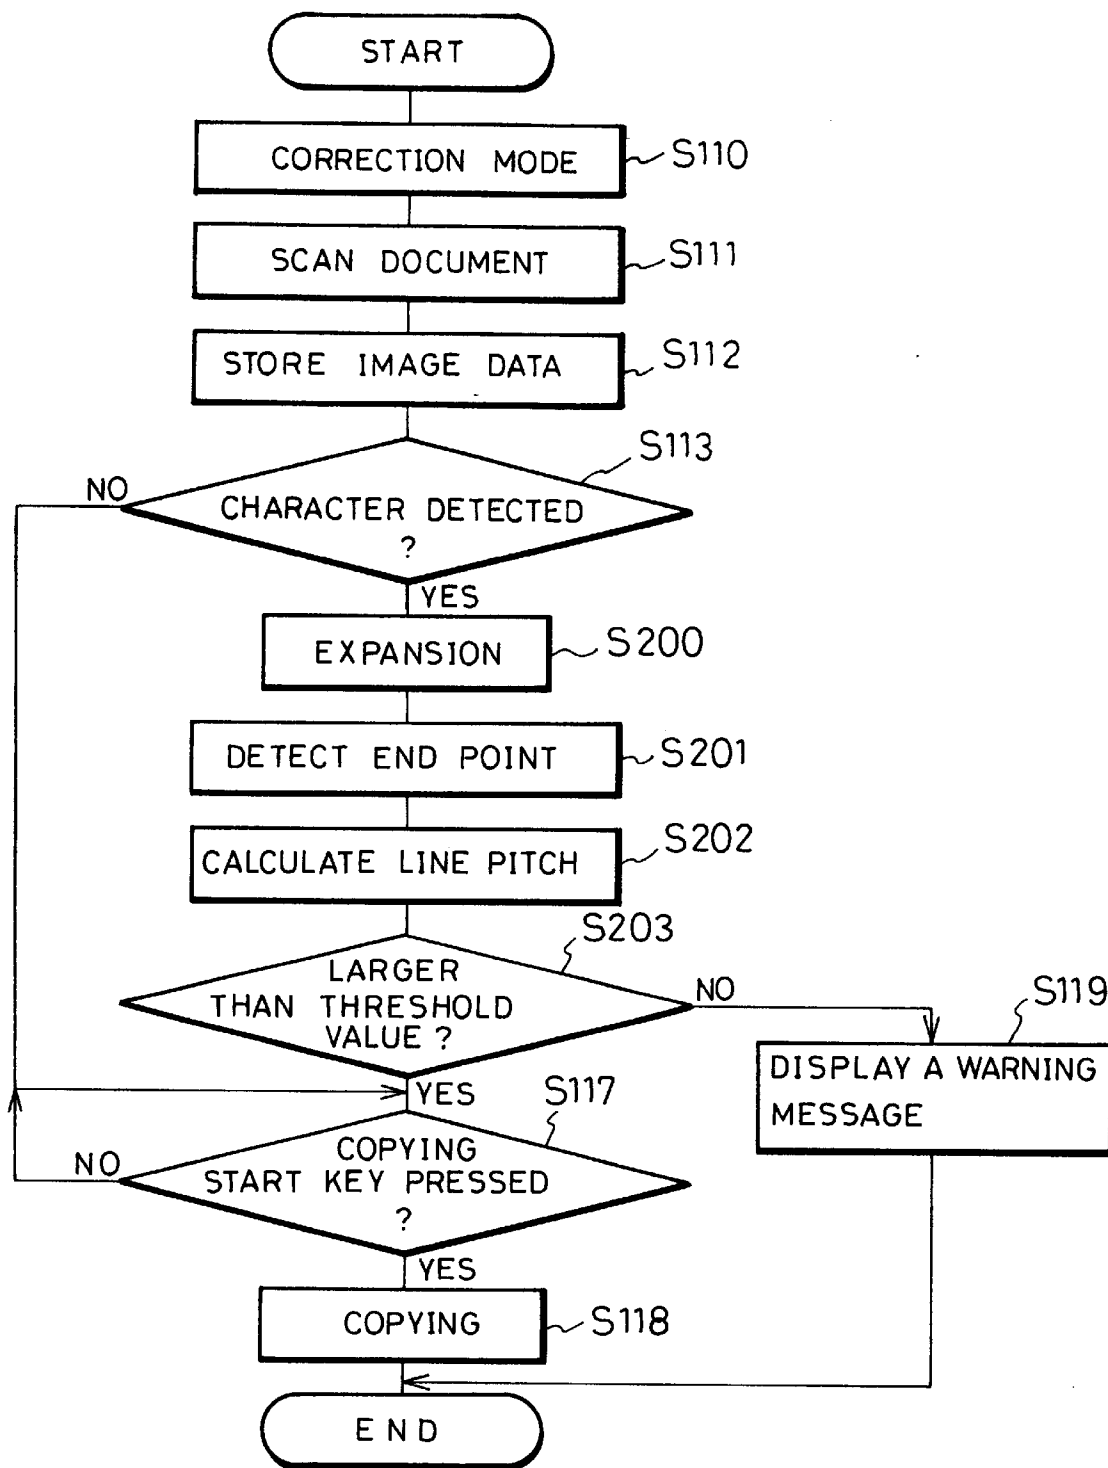 START
CORRECTION MODE
S110
SCAN DOCUMENT
S111
STORE IMAGE DATA
S112
S113
NO
CHARACTER DETECTED
?
YES
EXPANSION
S200
DETECT END POINT
S201
CALCULATE LINE PITCH
S202
S203
LARGER
THAN THRESHOLD
VALUE ?
NO
S119
DISPLAY A WARNING
MESSAGE
YES
S117
COPYING
START KEY PRESSED
?
NO
YES
COPYING
S118
END